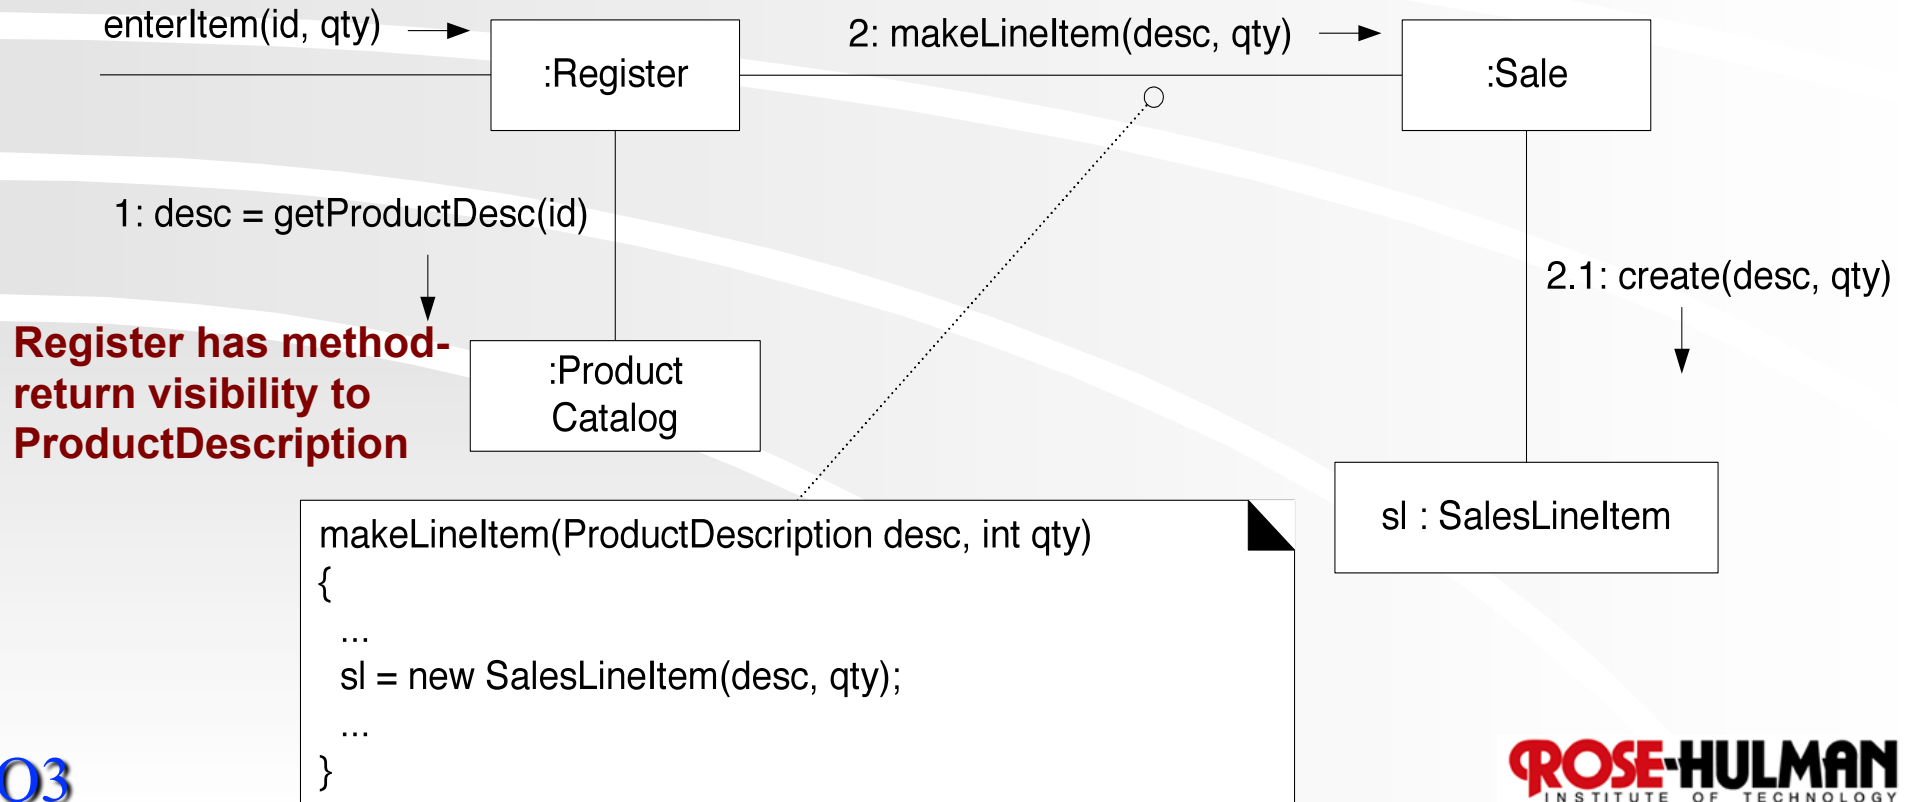 enterItem(id, qty)
2: makeLineItem(desc, qty)
:Register
:Sale
1: desc = getProductDesc(id)
2.1: create(desc, qty)
Register has method-
return visibility to
ProductDescription
:Product
Catalog
sl : SalesLineItem
makeLineItem(ProductDescription desc, int qty)
{
...
sl = new SalesLineItem(desc, qty);
...
}
Q3
ROSE-HULMAN
INSTITUTE OF TECHNOLOGY